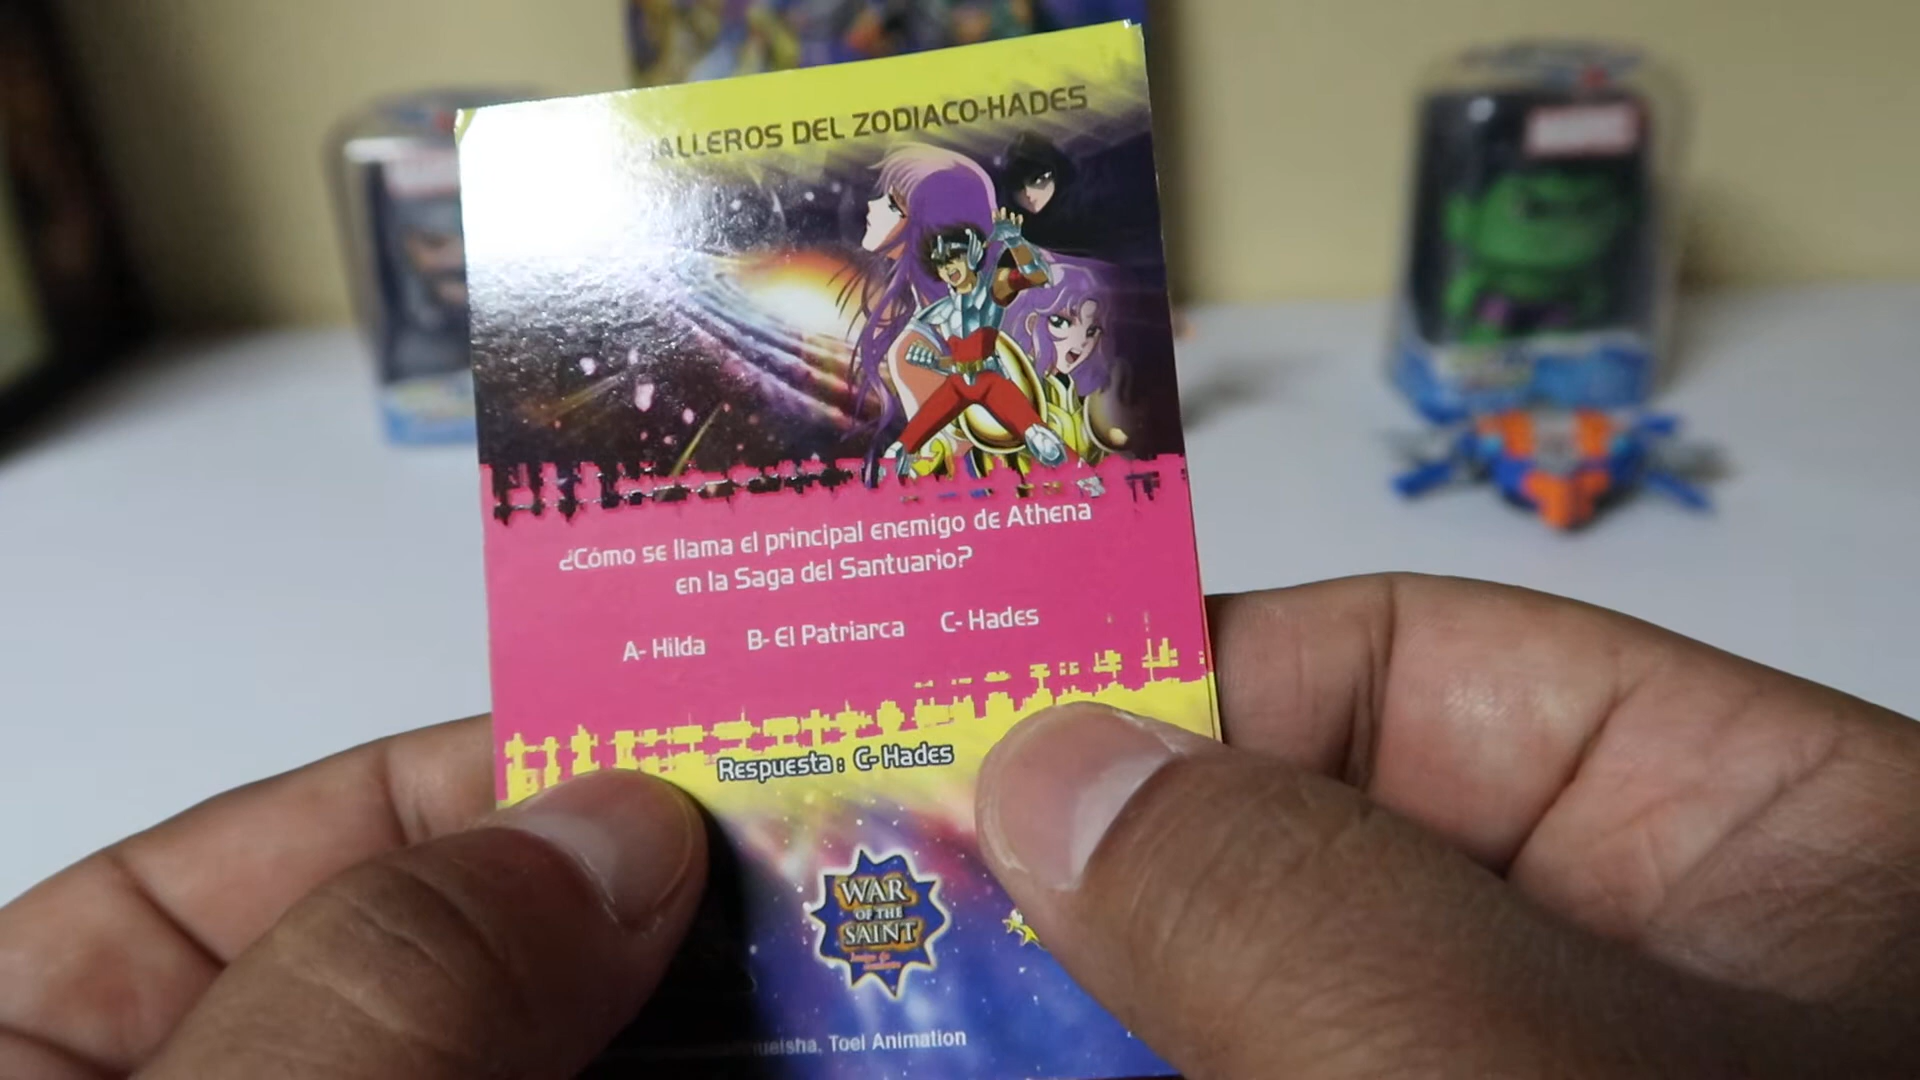 DEL ZODIACO-HADES
¿Cómo se llama el principal enemigo de Athena
en la Saga del Santuario?
A- Hilda B- El Patriarca C- Hades
Respuesta: C- Hades
WAR
OF THE
SAINT
Toei Animation